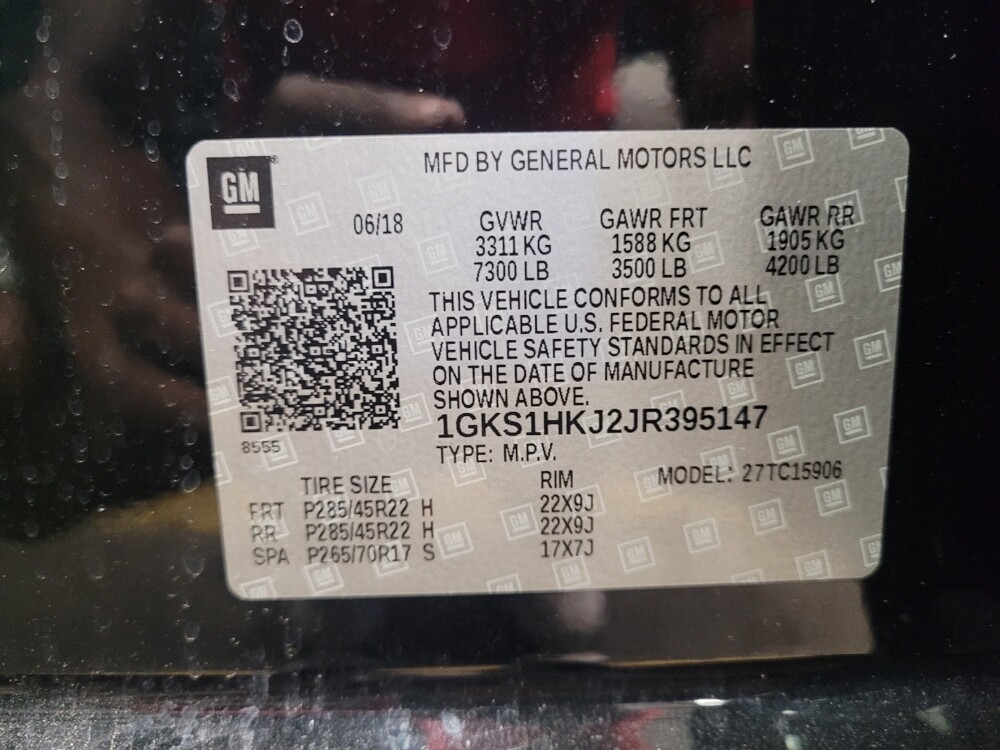 GM
MFD BY GENERAL MOTORS LLC
06/18
GVWR GAWR FRT GAWR RR
3311 KG 1588 KG 1905 KG
7300 LB 3500 LB 4200 LB
THIS VEHICLE CONFORMS TO ALL
APPLICABLE U.S. FEDERAL MOTOR
VEHICLE SAFETY STANDARDS IN EFFECT
ON THE DATE OF MANUFACTURE
SHOWN ABOVE.
1GKS1HKJ2JR395147
8555
TYPE: M.P.V.
MODEL: 27TC15906
TIRE SIZE RIM
FRT P285/45R22 H 22X9J
RR P285/45R22 H 22X9J
SPA P265/70R17 S 17X7J